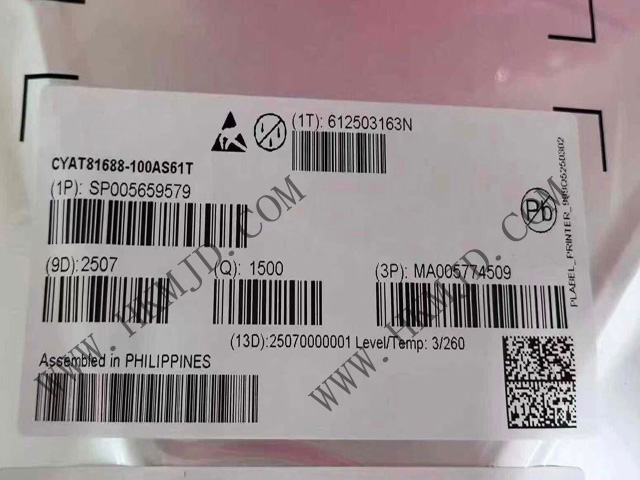 (1T): 612503163N
CYAT81688-100AS61T
(1P): SP005659579
Pb
(9D):2507
(Q): 1500
(3P): MA005774509
(13D):25070000001 Level/Temp: 3/260
Assembled in PHILIPPINES
WWW.HKMJD.COM
WWW.HKMJD.COM